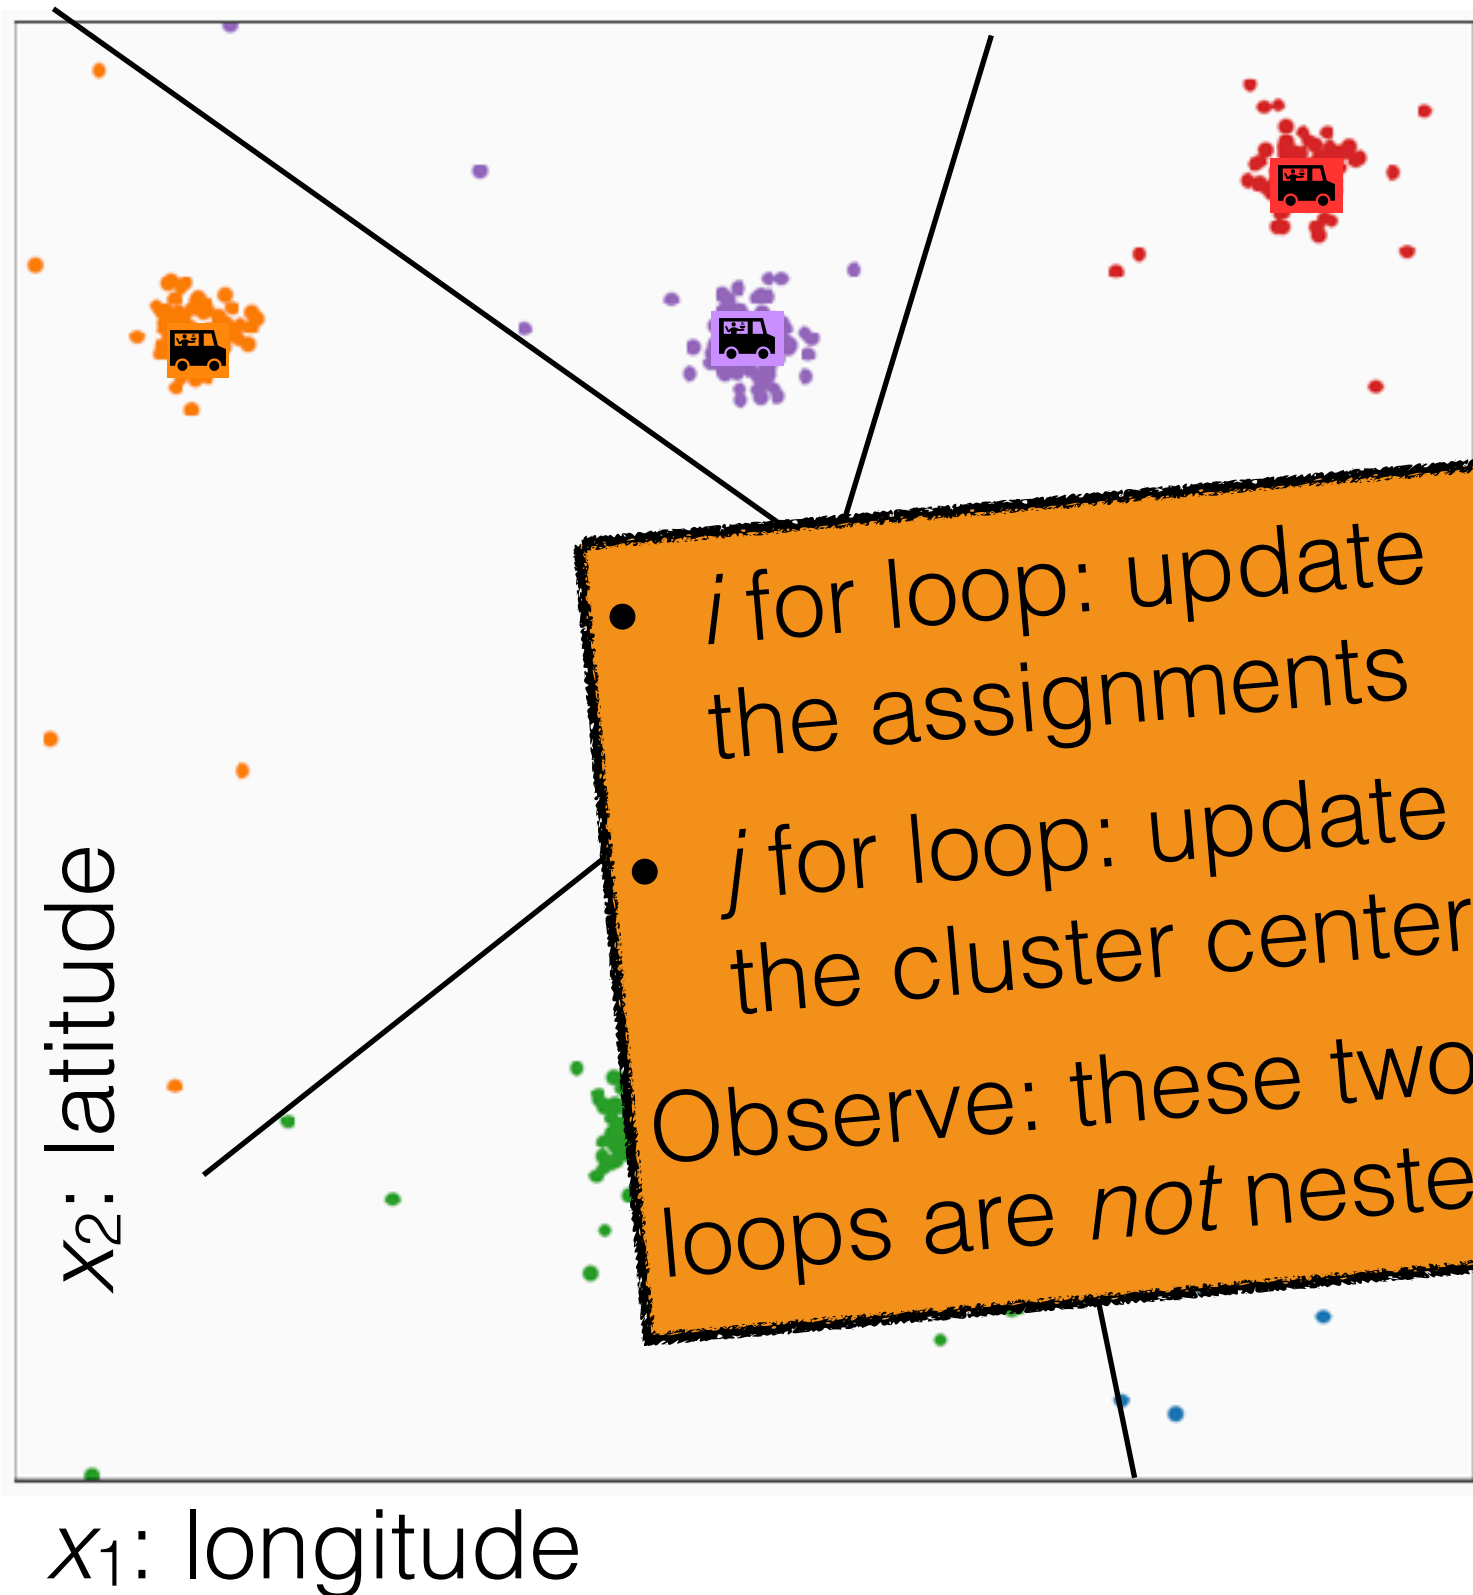 • i for loop: update
the assignments
• j for loop: update
the cluster center
Observe: these two
loops are not neste
x2: latitude
x1: longitude